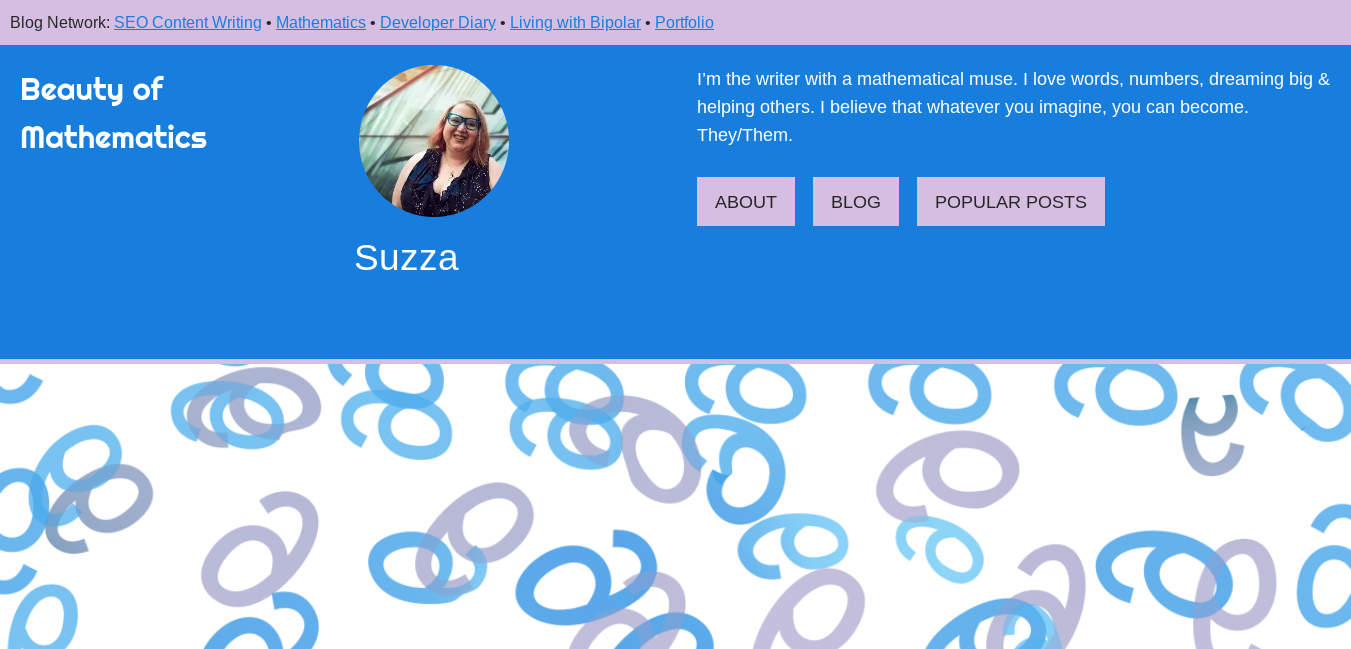 Blog Network: SEO Content Writing • Mathematics • Developer Diary • Living with Bipolar • Portfolio
Beauty of
Mathematics
Suzza
I’m the writer with a mathematical muse. I love words, numbers, dreaming big &
helping others. I believe that whatever you imagine, you can become.
They/Them.
ABOUT BLOG POPULAR POSTS